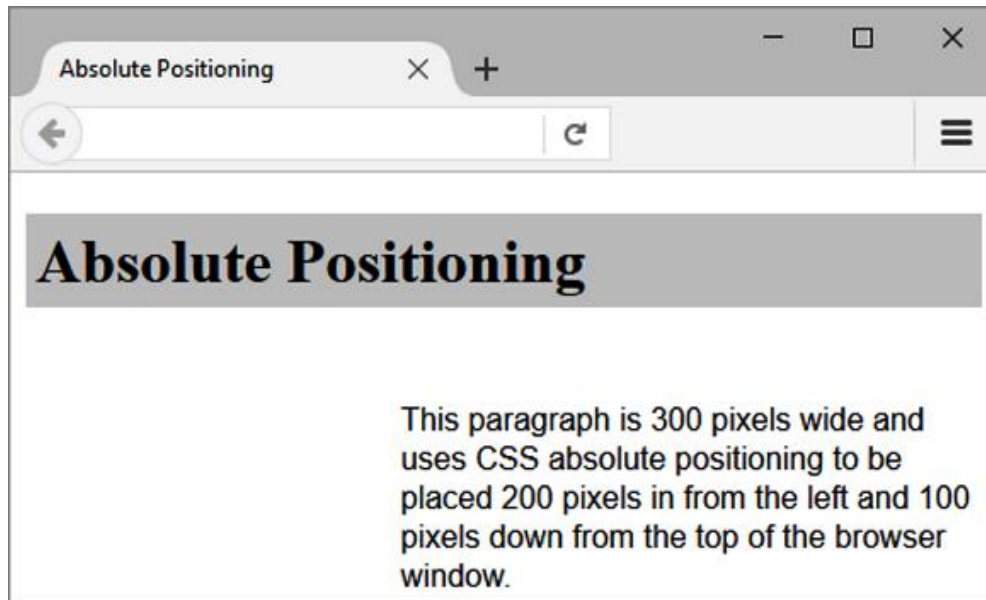 Absolute Positioning
Absolute Positioning
This paragraph is 300 pixels wide and
uses CSS absolute positioning to be
placed 200 pixels in from the left and 100
pixels down from the top of the browser
window.